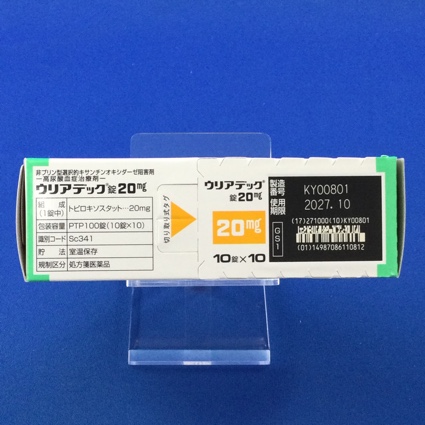 非プリン型選択的キサンチンオキシダーゼ阻害剤
―高尿酸血症治療剤―
ウリアデック®錠20mg
組成(1錠中) トピロキソスタット…20mg
包装容量 PTP100錠(10錠×10)
識別コード Sc341
貯法 室温保存
規制区分 処方箋医薬品
切り取り式タグ
ウリアデック®
錠20mg
20mg
10錠×10
製造番号 KY00801
使用期限 2027.10
(17)271000(10)KY00801
GS1
(01)14987086110812